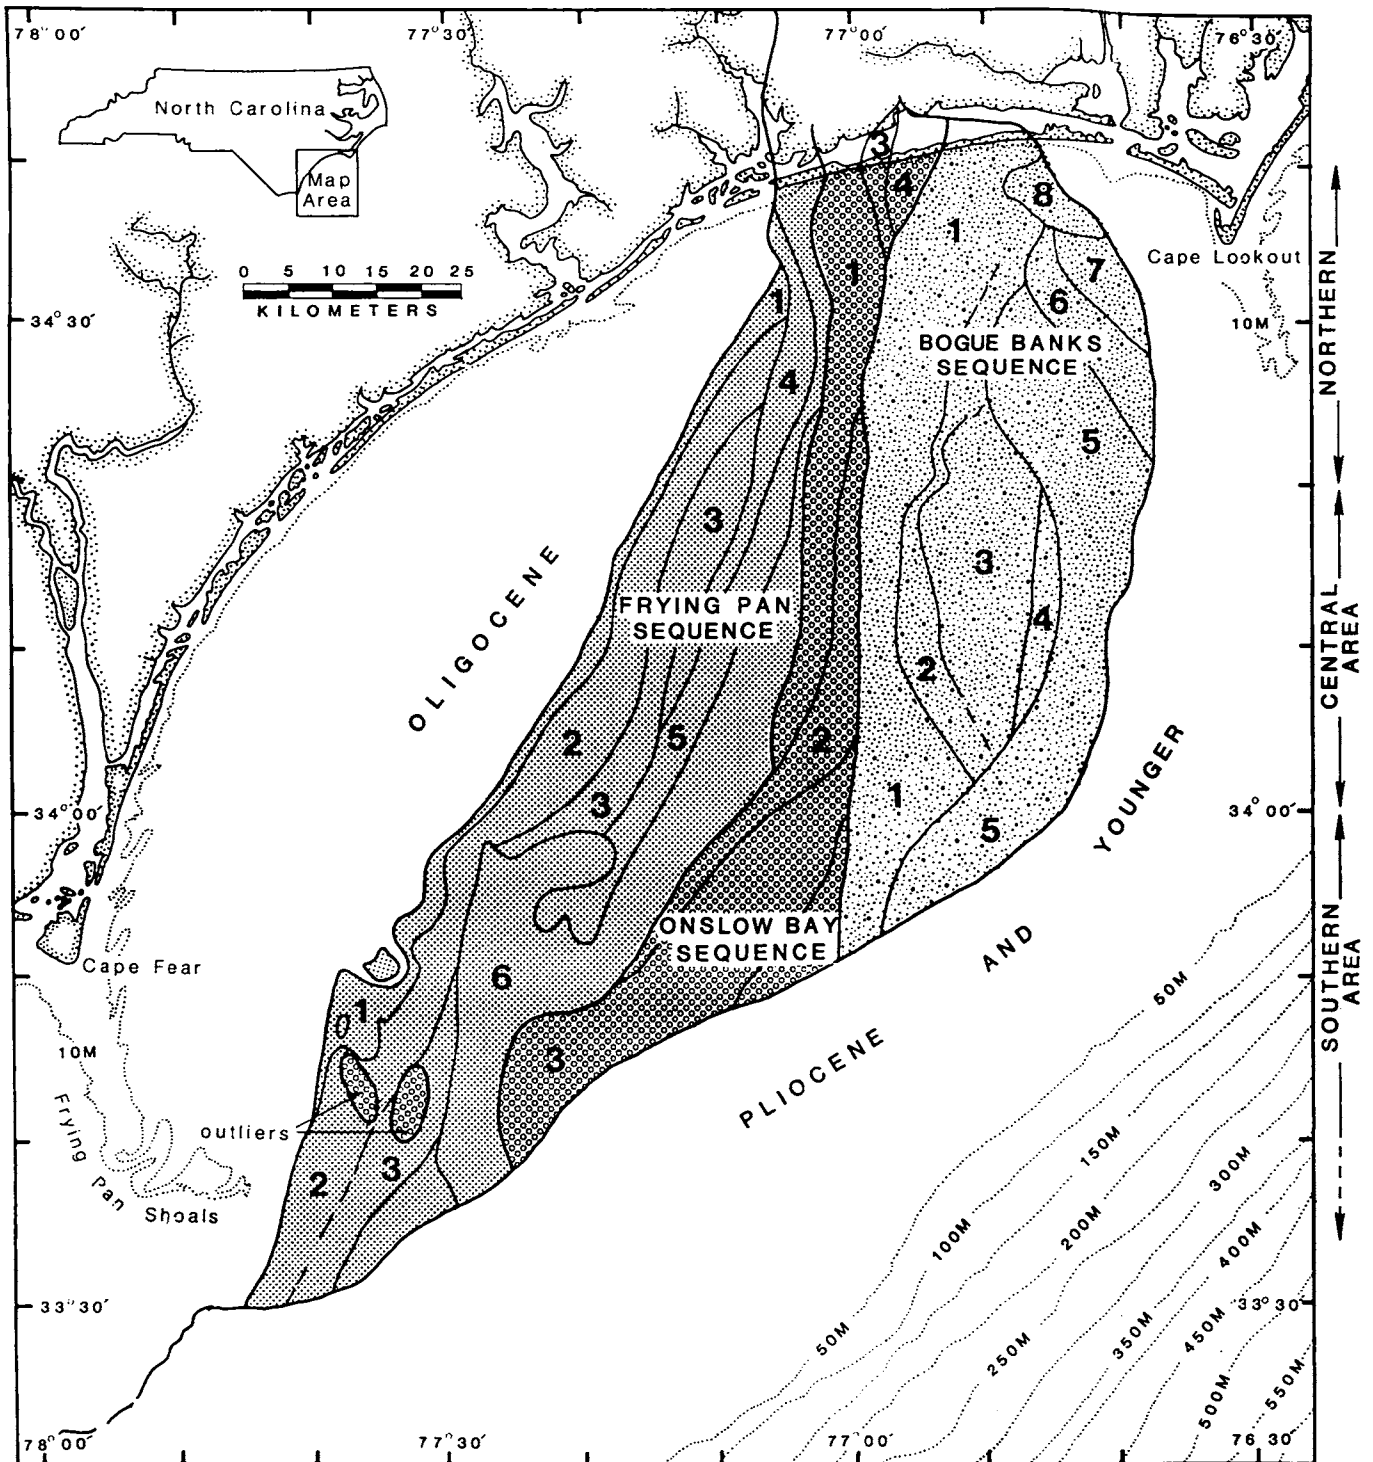 78°00′
77°30′
77°00′
76°30′
North Carolina
Map
Area
0 5 10 15 20 25
KILOMETERS
3
4
8
1
Cape Lookout
7
1
1
6
34°30′
10M
BOGUE BANKS
SEQUENCE
4
5
NORTHERN
3
3
OLIGOCENE
FRYING PAN
SEQUENCE
4
2
CENTRAL
AREA
2
5
2
1
3
5
34°00′
34°00′
YOUNGER
ONSLOW BAY
SEQUENCE
AND
Cape Fear
6
1
SOUTHERN
AREA
50M
10M
3
PLIOCENE
Frying
Pan
Shoals
outliers
3
2
150M
300M
100M
200M
400M
33°30′
33°30′
50M
250M
350M
450M
500M
550M
78°00′
77°30′
77°00′
76°30